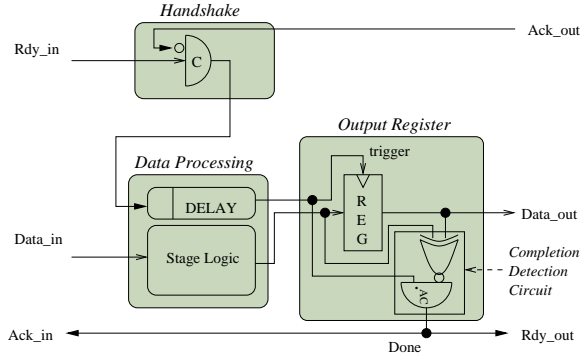 Handshake
Rdy_in
Ack_out
C
Output Register
trigger
Data Processing
DELAY
R
E
G
Data_out
Data_in
Stage Logic
Completion
Detection
Circuit
AC
Ack_in
Rdy_out
Done